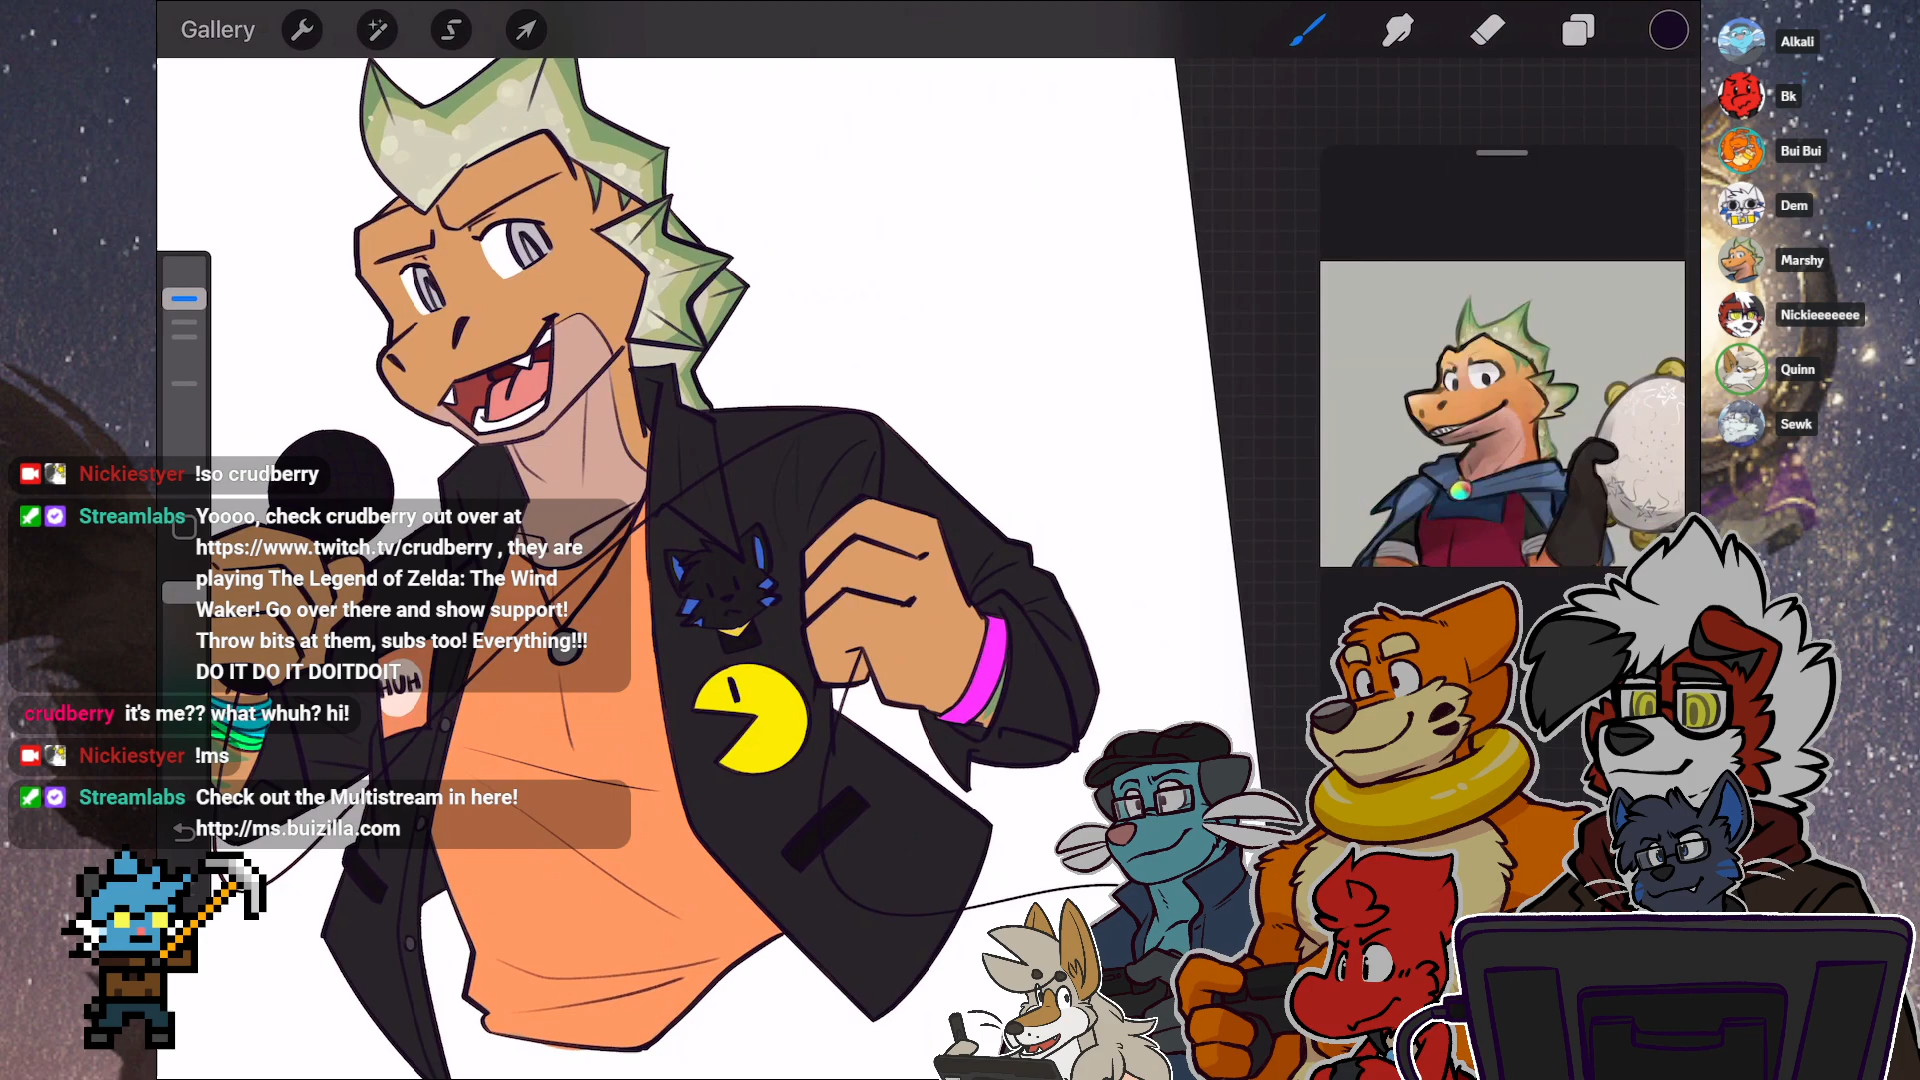 Gallery
Alkali
Bk
Bui Bui
Dem
Marshy
Nickieeeeeee
Quinn
Sewk
Nickiestyer !so crudberry
Streamlabs Yoooo, check crudberry out over at
https://www.twitch.tv/crudberry , they are
playing The Legend of Zelda: The Wind
Waker! Go over there and show support!
Throw bits at them, subs too! Everything!!!
DO IT DO IT DOITDOIT
crudberry it's me?? what whuh? hi!
Nickiestyer !ms
Streamlabs Check out the Multistream in here!
http://ms.buizilla.com
HUH